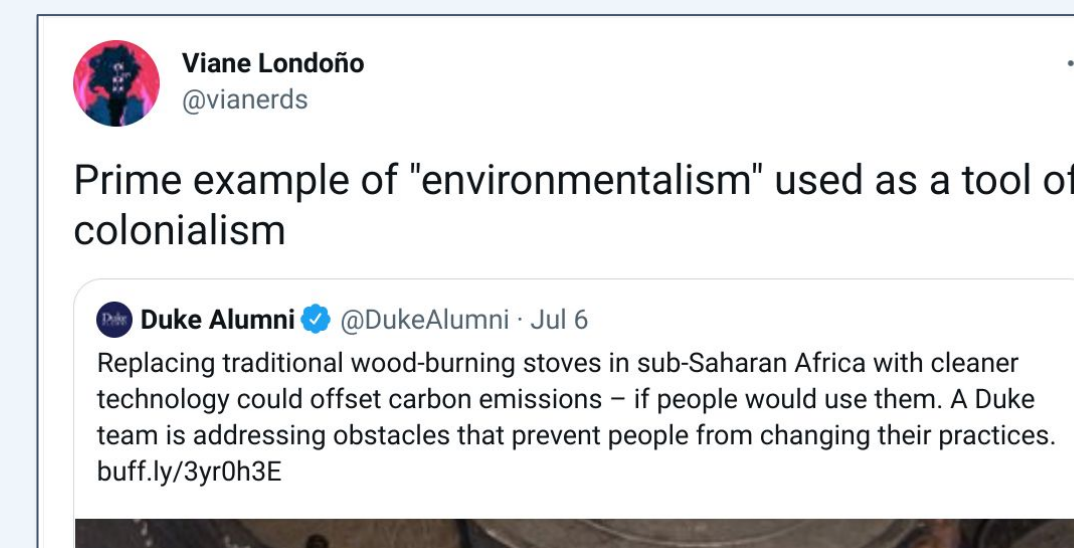 Viane Londoño
@vianerds
Prime example of "environmentalism" used as a tool of
colonialism
Duke Alumni @DukeAlumni · Jul 6
Replacing traditional wood-burning stoves in sub-Saharan Africa with cleaner
technology could offset carbon emissions – if people would use them. A Duke
team is addressing obstacles that prevent people from changing their practices.
buff.ly/3yr0h3E